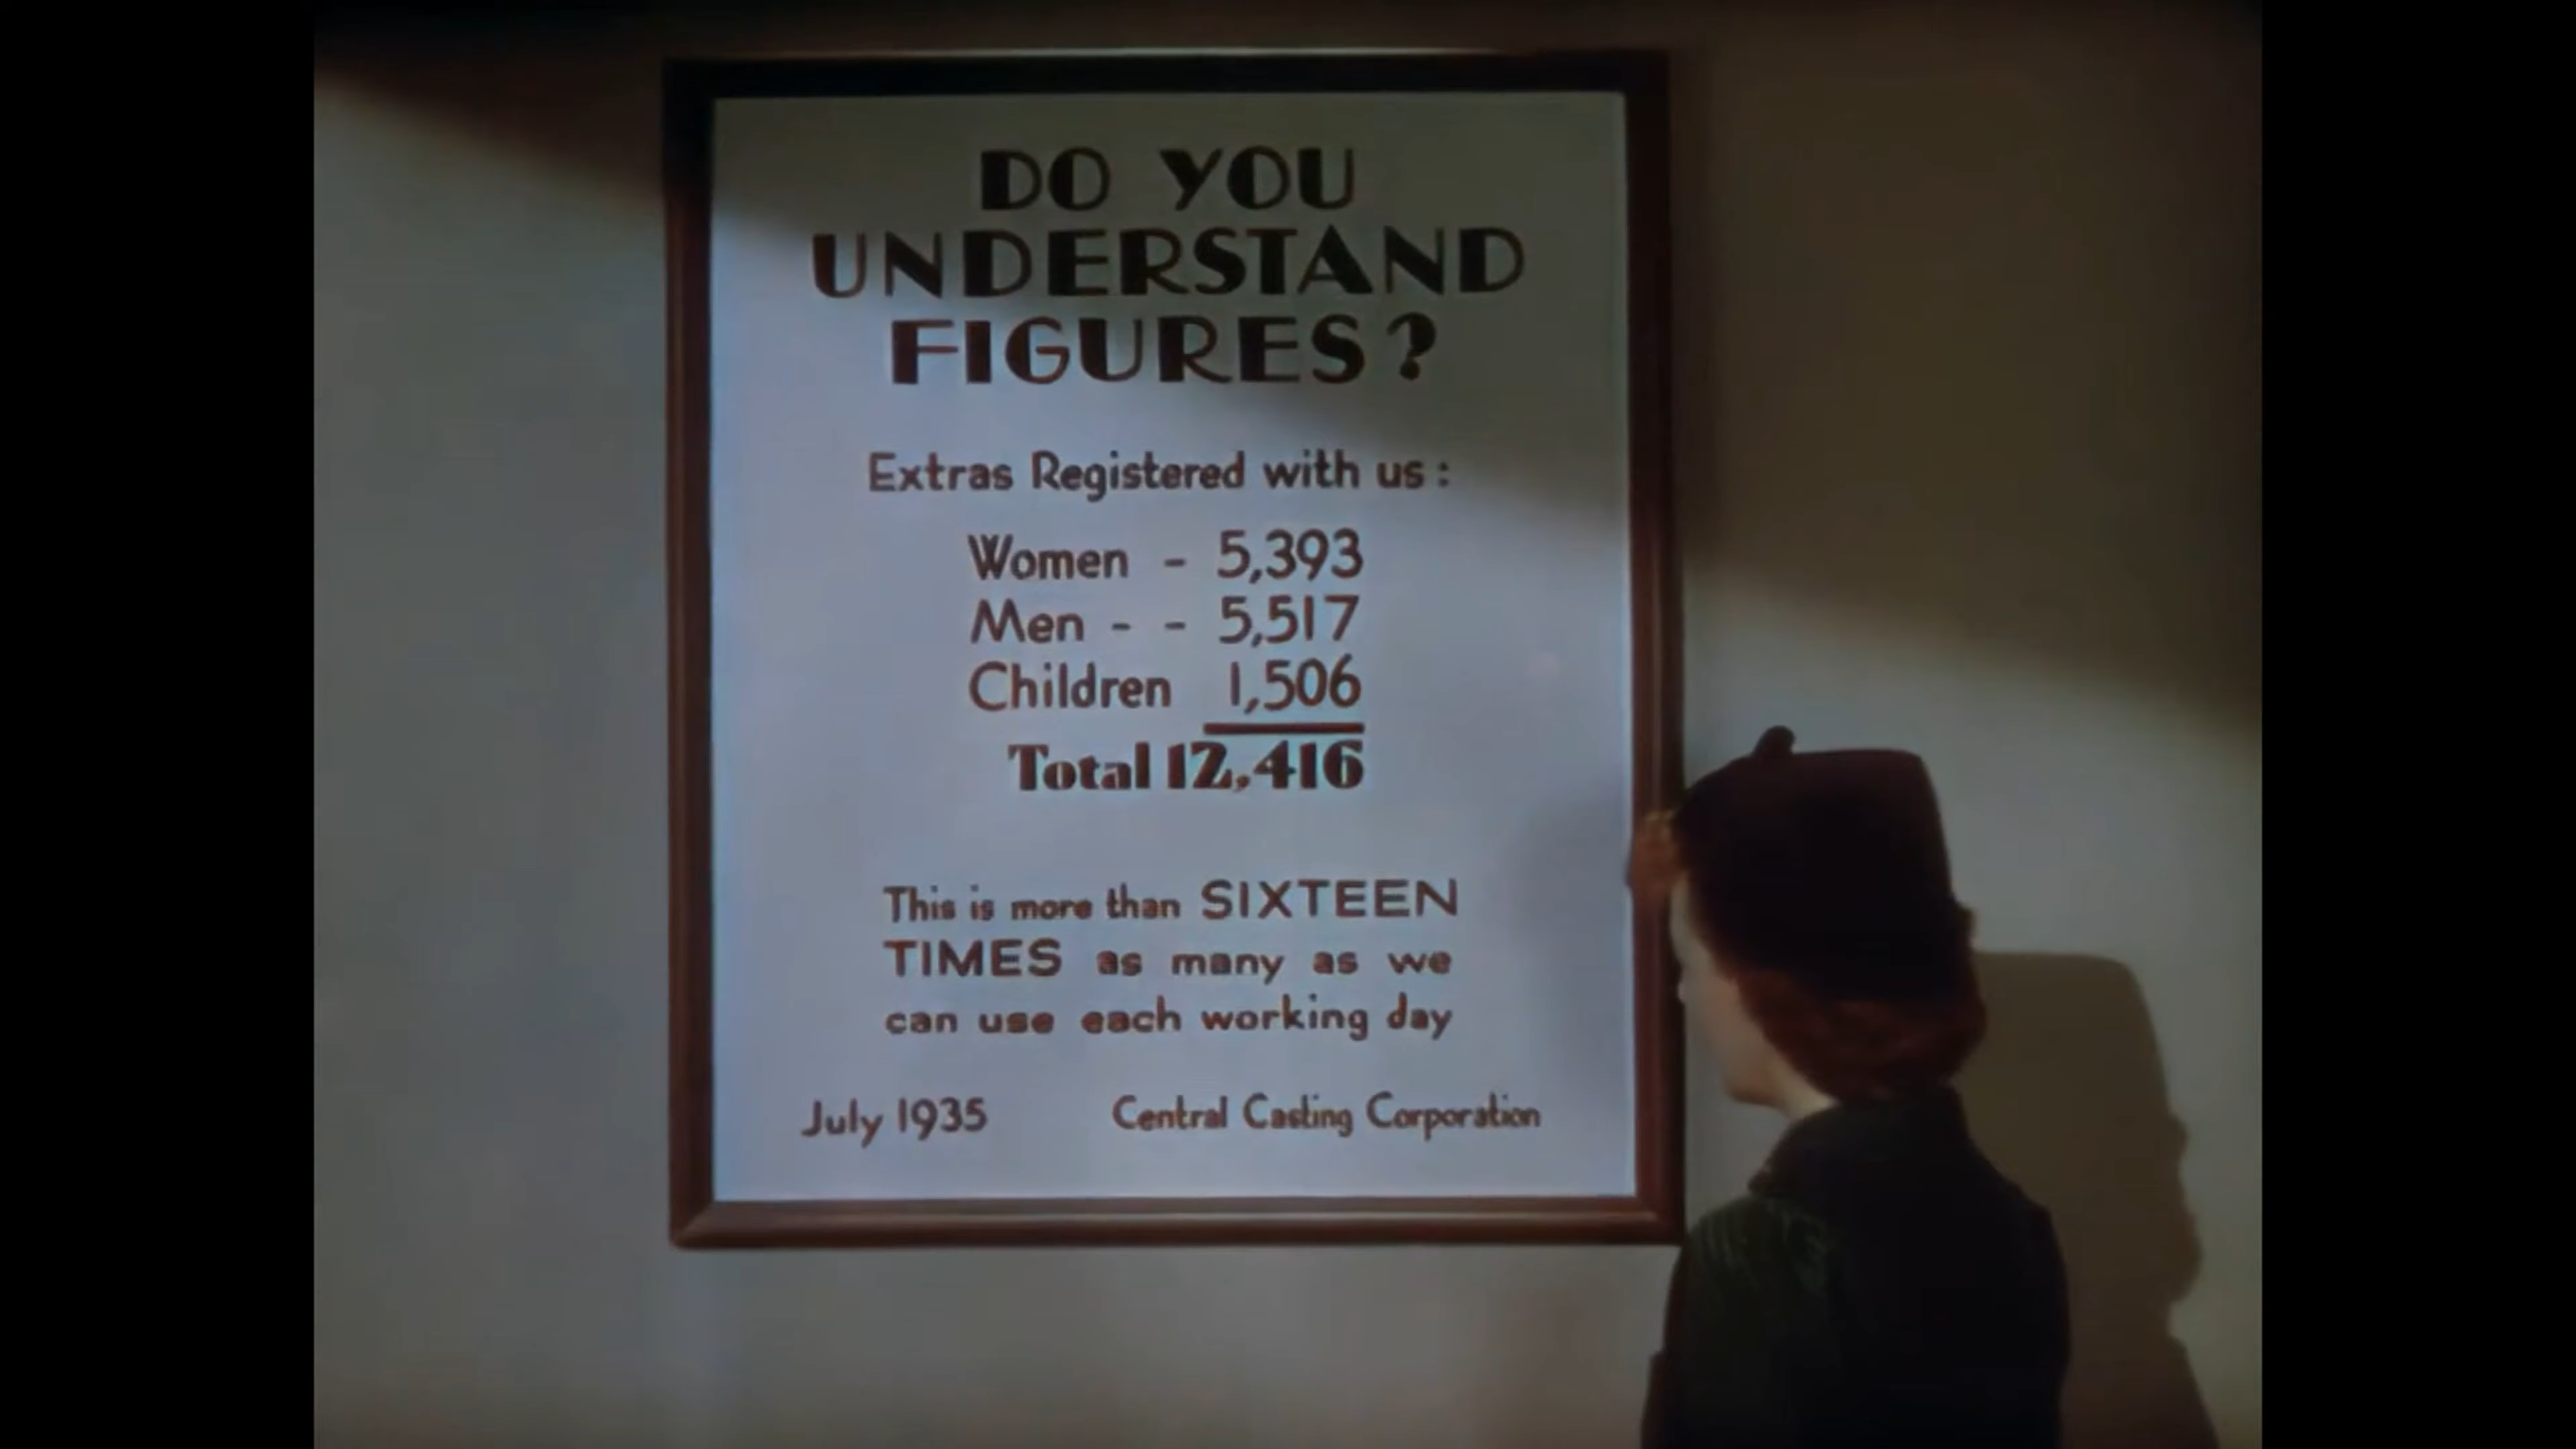 DO YOU
UNDERSTAND
FIGURES?
Extras Registered with us:
Women - 5,393
Men - - 5,517
Children 1,506
Total 12,416
This is more than SIXTEEN
TIMES as many as we
can use each working day
July 1935 Central Casting Corporation